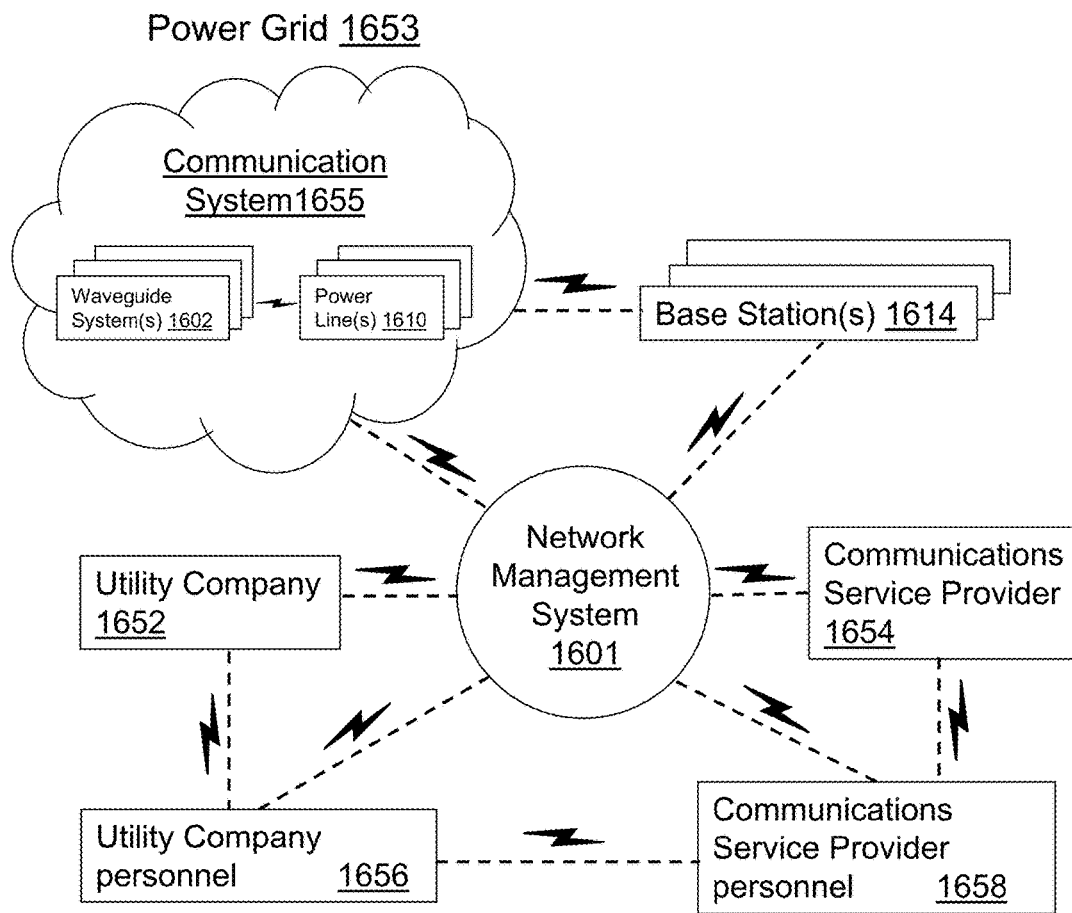 Power Grid 1653
Communication
System1655
Waveguide
System(s) 1602
Power
Line(s) 1610
Base Station(s) 1614
Network
Management
System
1601
Utility Company
1652
Communications
Service Provider
1654
Utility Company
personnel 1656
Communications
Service Provider
personnel 1658